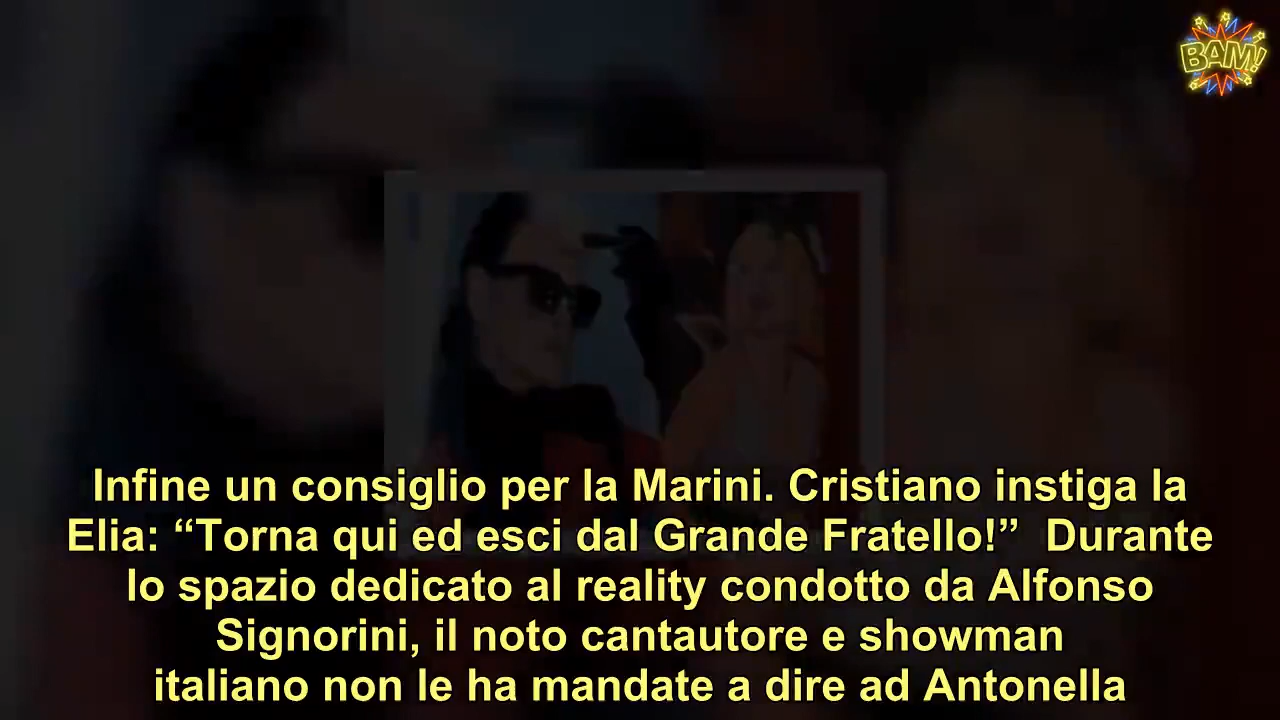 BAM!
Infine un consiglio per la Marini. Cristiano instiga la
Elia: “Torna qui ed esci dal Grande Fratello!”  Durante
lo spazio dedicato al reality condotto da Alfonso
Signorini, il noto cantautore e showman
italiano non le ha mandate a dire ad Antonella